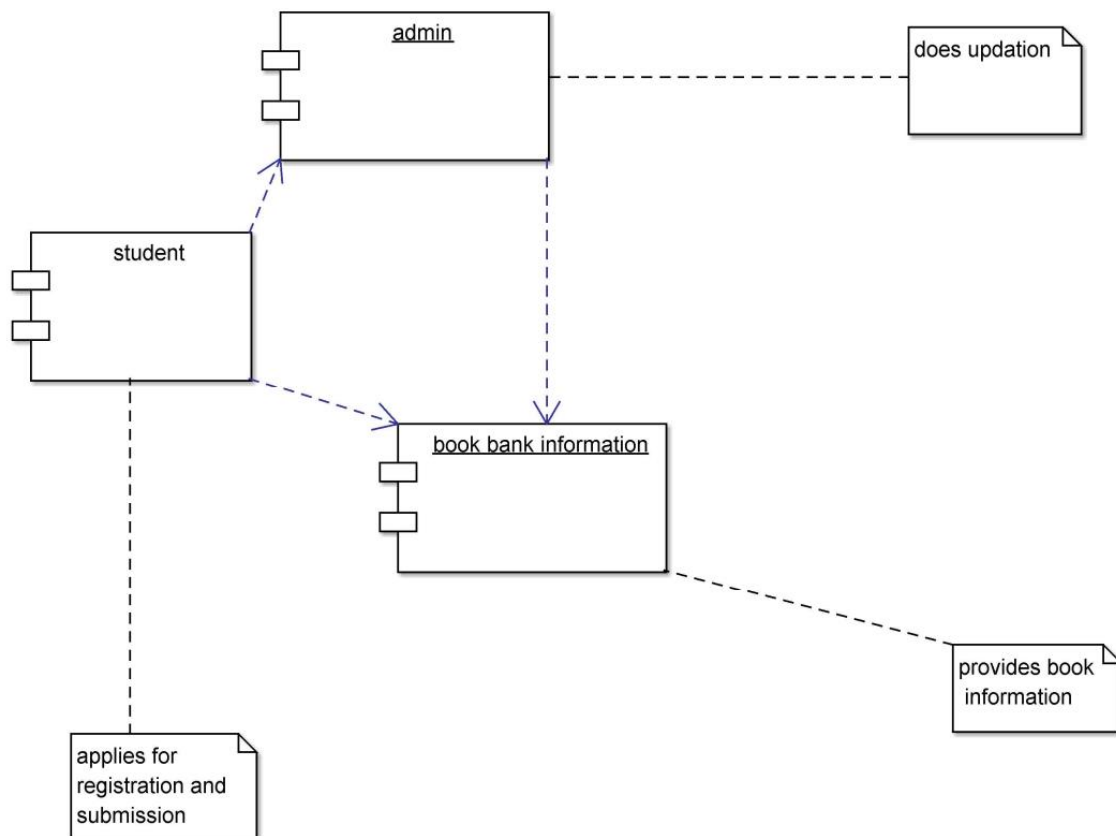 admin
does updation
student
book bank information
provides book
information
applies for
registration and
submission